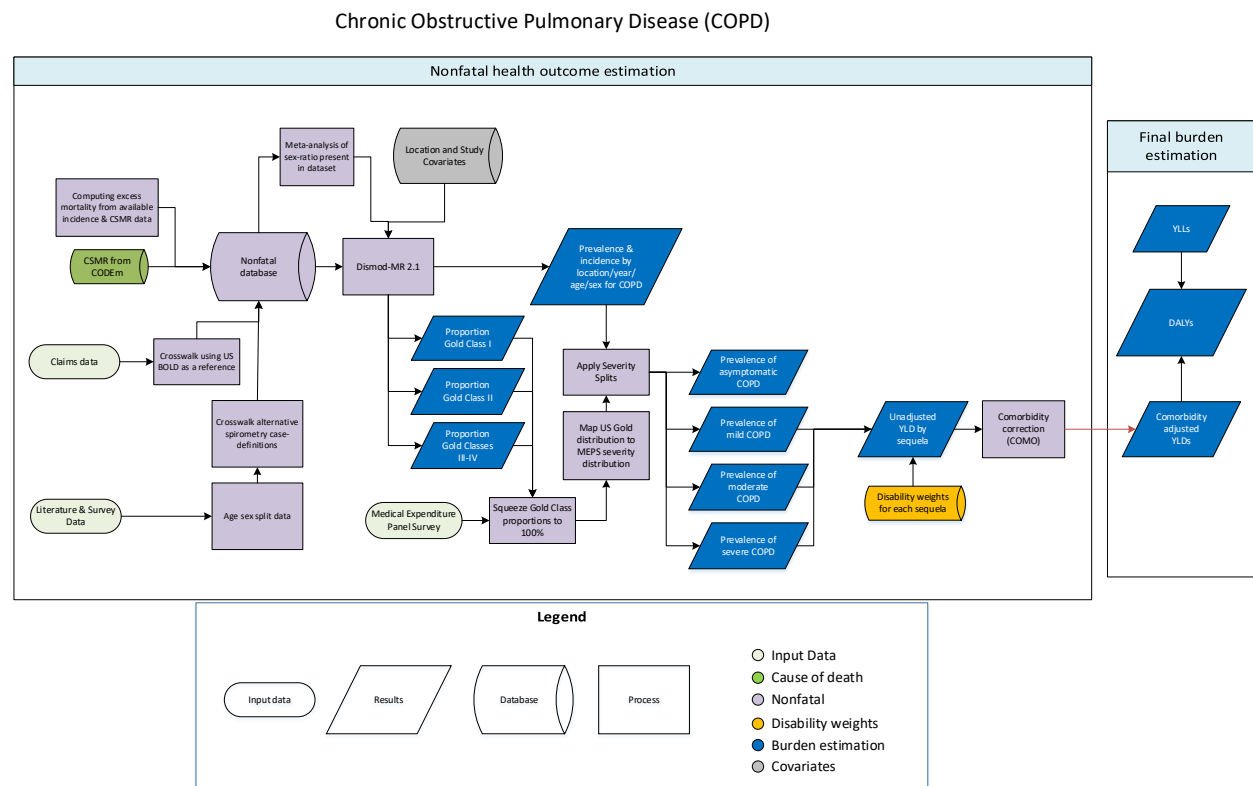 Chronic Obstructive Pulmonary Disease (COPD)
Nonfatal health outcome estimation
Final burden
estimation
Meta-analysis of
sex-ratio present
in dataset
Location and Study
Covariates
Computing excess
mortality from available
incidence & CSMR data
CSMR from
CODEm
Nonfatal
database
Dismod-MR 2.1
Prevalence &
incidence by
location/year/
age/sex for COPD
YLLs
DALYs
Claims data
Crosswalk using US
BOLD as a reference
Proportion
Gold Class I
Proportion
Gold Class II
Proportion
Gold Classes
III-IV
Apply Severity
Splits
Map US Gold
distribution to
MEPS severity
distribution
Prevalence of
asymptomatic COPD
Prevalence of
mild COPD
Prevalence of
moderate
COPD
Prevalence of
severe COPD
Unadjusted
YLD by
sequela
Comorbidity
correction
(COMO)
Comorbidity
adjusted YLDs
Disability weights
for each sequela
Crosswalk alternative
spirometry case-
definitions
Literature & Survey
Data
Age sex split data
Medical Expenditure
Panel Survey
Squeeze Gold Class
proportions to
100%
Legend
Input data
Results
Database
Process
Input Data
Cause of death
Nonfatal
Disability weights
Burden estimation
Covariates